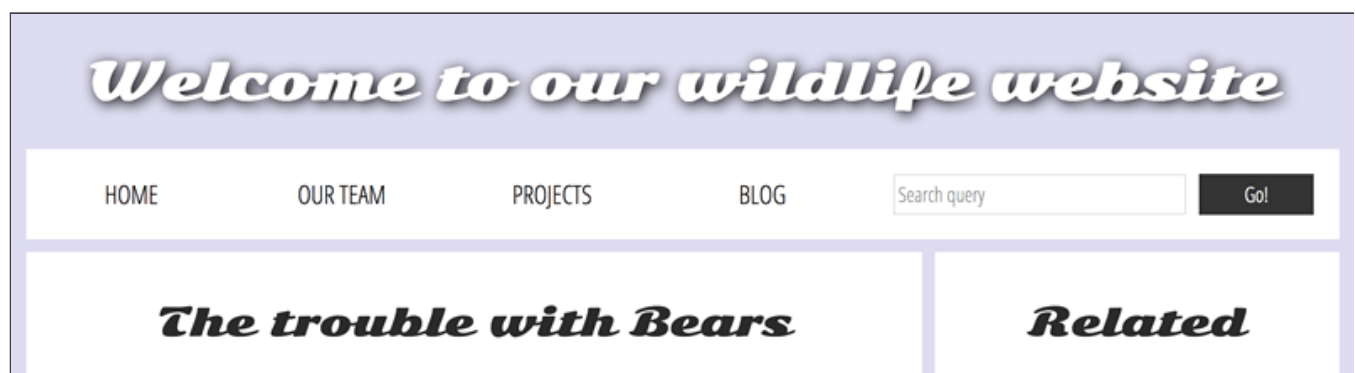 Welcome to our wildlife website
HOME OUR TEAM PROJECTS BLOG Search query Go!
The trouble with Bears Related